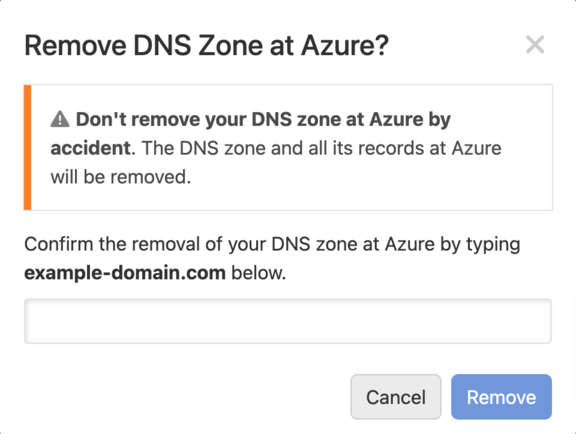 Remove DNS Zone at Azure?
Don't remove your DNS zone at Azure by
accident. The DNS zone and all its records at Azure
will be removed.
Confirm the removal of your DNS zone at Azure by typing
example-domain.com below.
Cancel
Remove